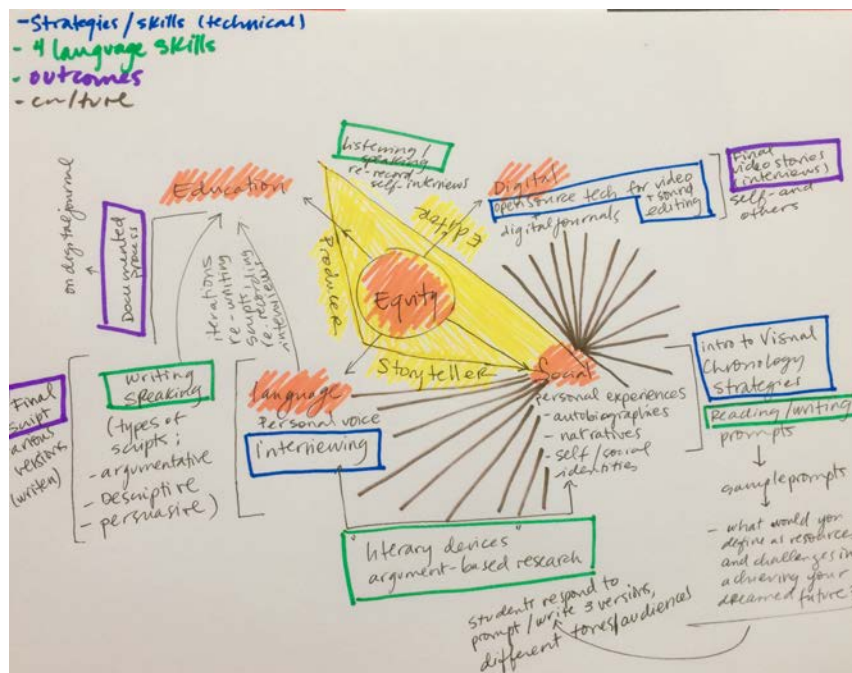 - Strategies/skills (technical)
- 4 language skills
- outcomes
- culture
listening/
speaking
re-record
self-interviews
Education
Digital
open source tech for video
+ sound
editing
digital journals
Final
video stories
(interviews)
self-and
others
on digital journal
Documented
process
Producer
Editor
Equity
Storyteller
iterations
re-writing
scripts/
re-recording
interviews
Final
script
various
versions
(writen)
Writing
Speaking
(types of
scripts:
- argumentative
- Descriptive
- persuasive)
language
personal voice
interviewing
Social
personal experiences
- autobiographies
- narratives
- self/social
identities
intro to Visual
Chronology
Strategies
Reading/writing
prompts
sample prompts
- what would you
define as resources
and challenges in
achieving your
dreamed future?
"literary devices"
argument-based research
students respond to
prompt/write 3 versions,
different tones/audiences